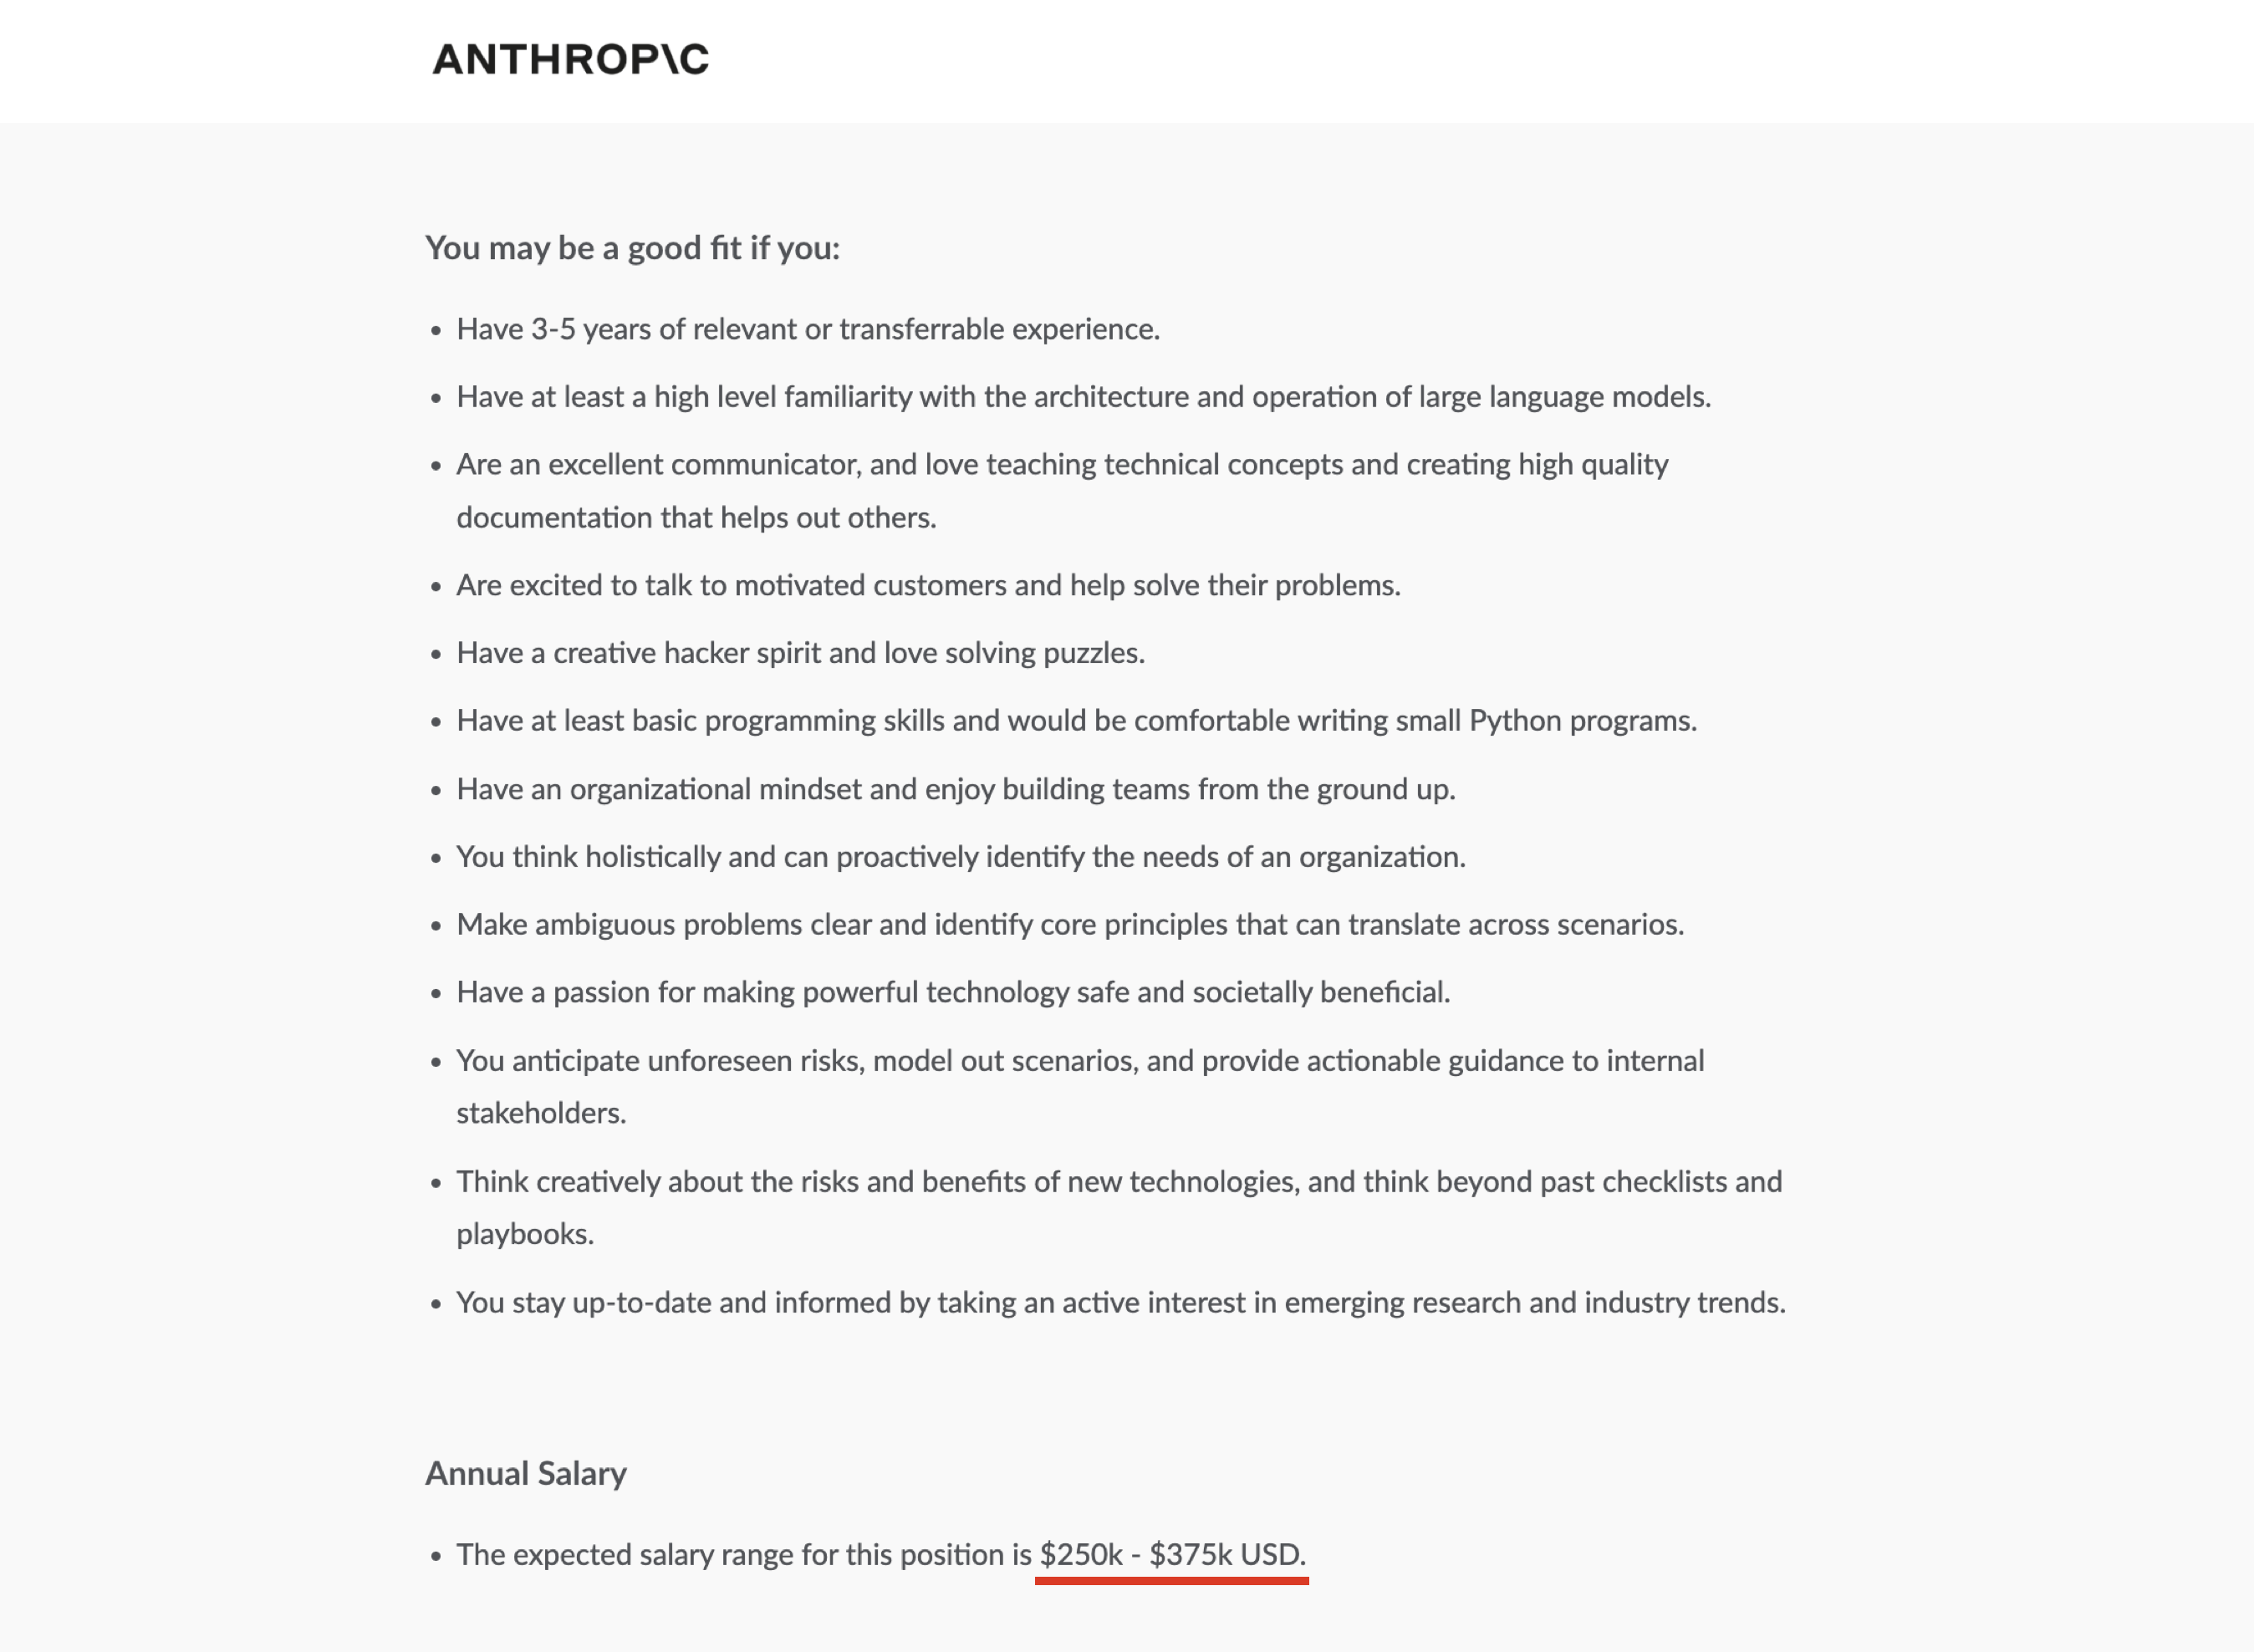 ANTHROP\C
You may be a good fit if you:
• Have 3-5 years of relevant or transferrable experience.
• Have at least a high level familiarity with the architecture and operation of large language models.
• Are an excellent communicator, and love teaching technical concepts and creating high quality
documentation that helps out others.
• Are excited to talk to motivated customers and help solve their problems.
• Have a creative hacker spirit and love solving puzzles.
• Have at least basic programming skills and would be comfortable writing small Python programs.
• Have an organizational mindset and enjoy building teams from the ground up.
• You think holistically and can proactively identify the needs of an organization.
• Make ambiguous problems clear and identify core principles that can translate across scenarios.
• Have a passion for making powerful technology safe and societally beneficial.
• You anticipate unforeseen risks, model out scenarios, and provide actionable guidance to internal
stakeholders.
• Think creatively about the risks and benefits of new technologies, and think beyond past checklists and
playbooks.
• You stay up-to-date and informed by taking an active interest in emerging research and industry trends.
Annual Salary
• The expected salary range for this position is $250k - $375k USD.